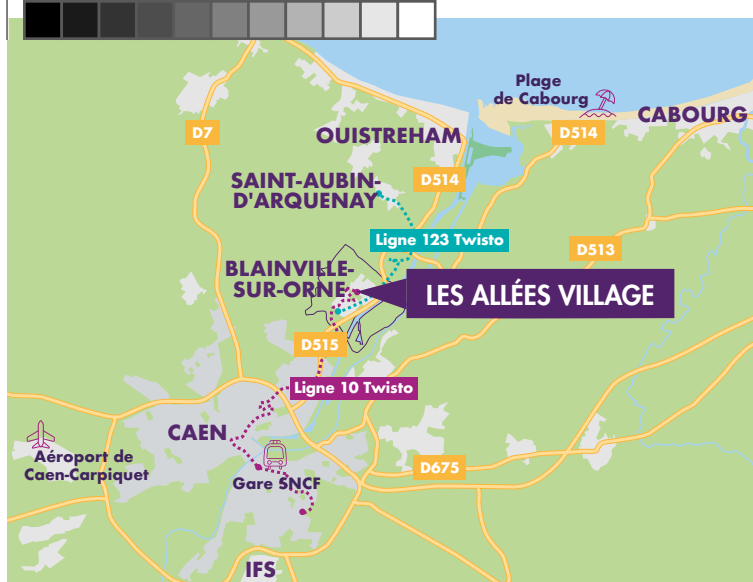 Plage
de Cabourg
CABOURG
D7
OUISTREHAM
D514
SAINT-AUBIN-
D'ARQUENAY
D514
Ligne 123 Twisto
D513
BLAINVILLE-
SUR-ORNE
LES ALLÉES VILLAGE
D515
Ligne 10 Twisto
CAEN
Aéroport de
Caen-Carpiquet
Gare SNCF
D675
IFS